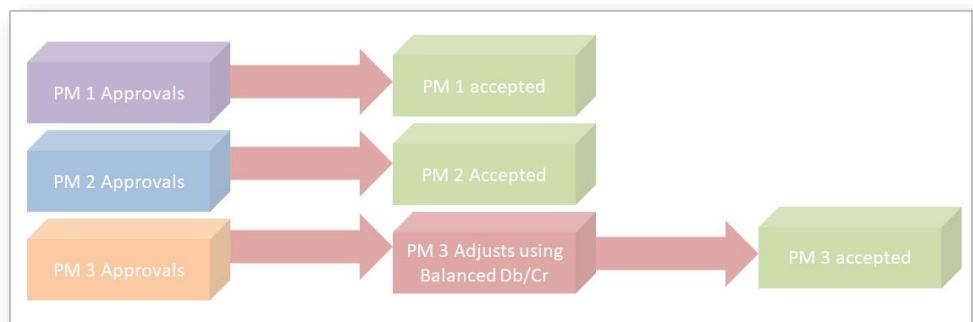 PM 1 Approvals
PM 1 accepted
PM 2 Approvals
PM 2 Accepted
PM 3 Approvals
PM 3 Adjusts using
Balanced Db/Cr
PM 3 accepted